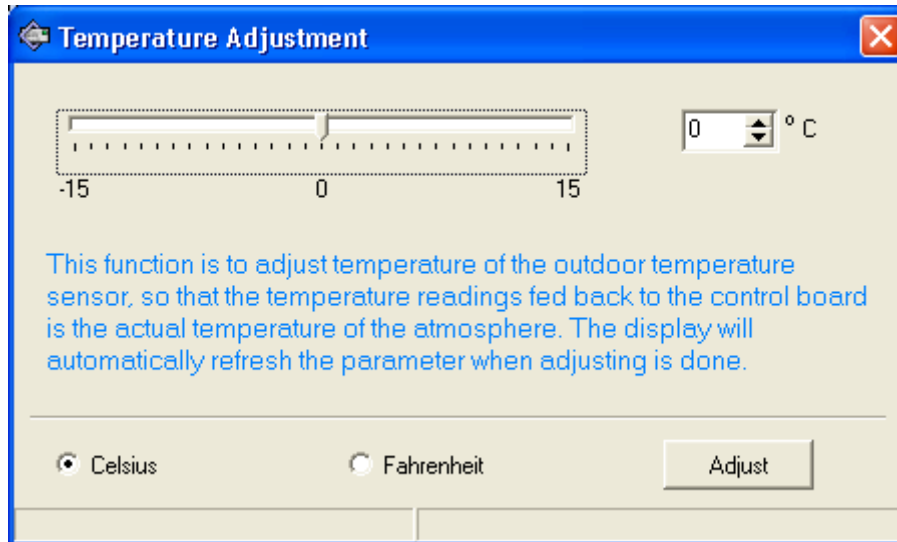 Temperature Adjustment
0 º C
-15 0 15
This function is to adjust temperature of the outdoor temperature
sensor, so that the temperature readings fed back to the control board
is the actual temperature of the atmosphere. The display will
automatically refresh the parameter when adjusting is done.
Celsius Fahrenheit Adjust